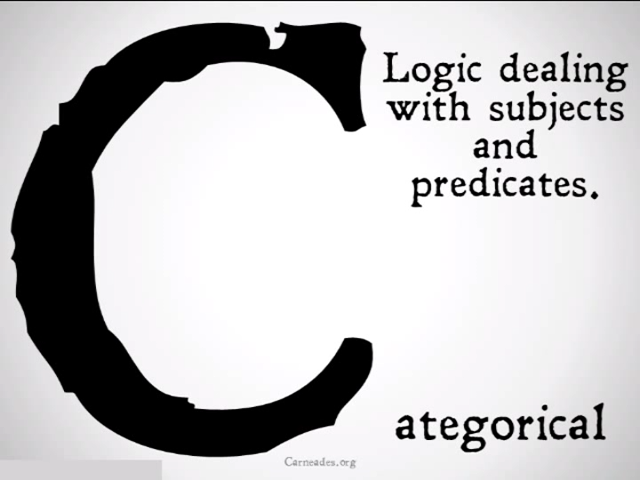 Logic dealing
with subjects
and
predicates.
C
ategorical
Carneades.org